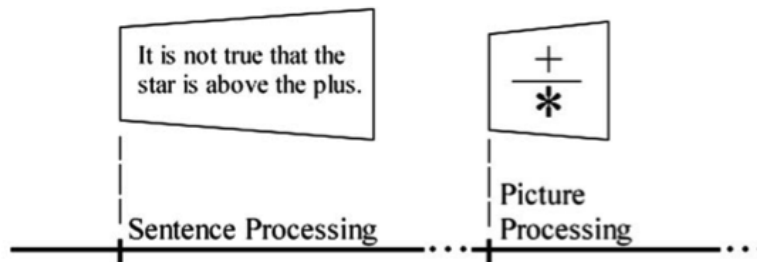 It is not true that the
star is above the plus.
+
*
Sentence Processing
Picture
Processing